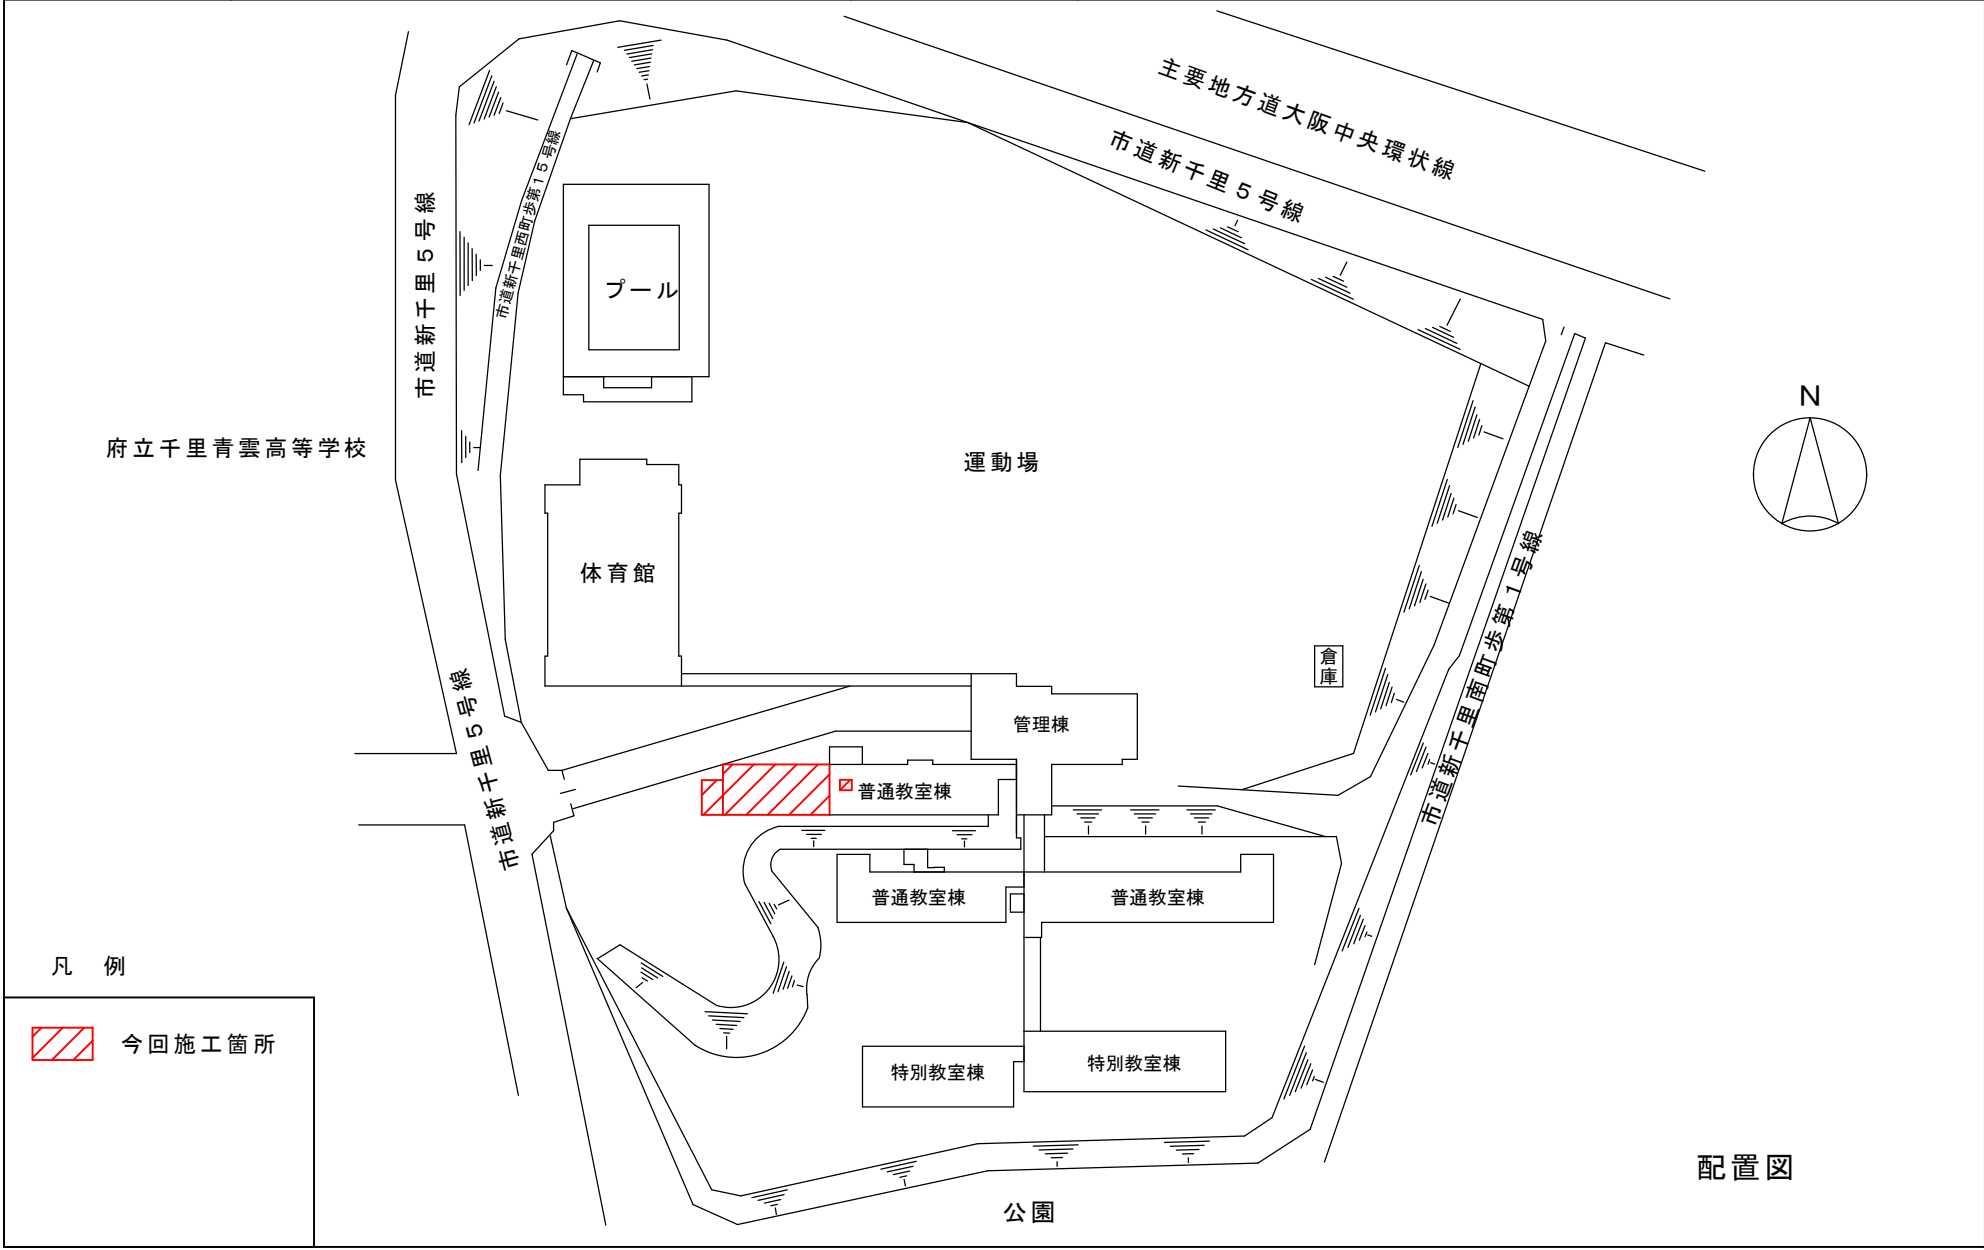 主要地方道大阪中央環状線
市道新千里５号線
市道新千里西町歩第１５号線
市道新千里５号線
プール
N
府立千里青雲高等学校
運動場
体育館
市道新千里南町歩第１号線
倉庫
市道新千里５号線
管理棟
普通教室棟
普通教室棟
普通教室棟
凡 例
今回施工箇所
特別教室棟
特別教室棟
配置図
公園